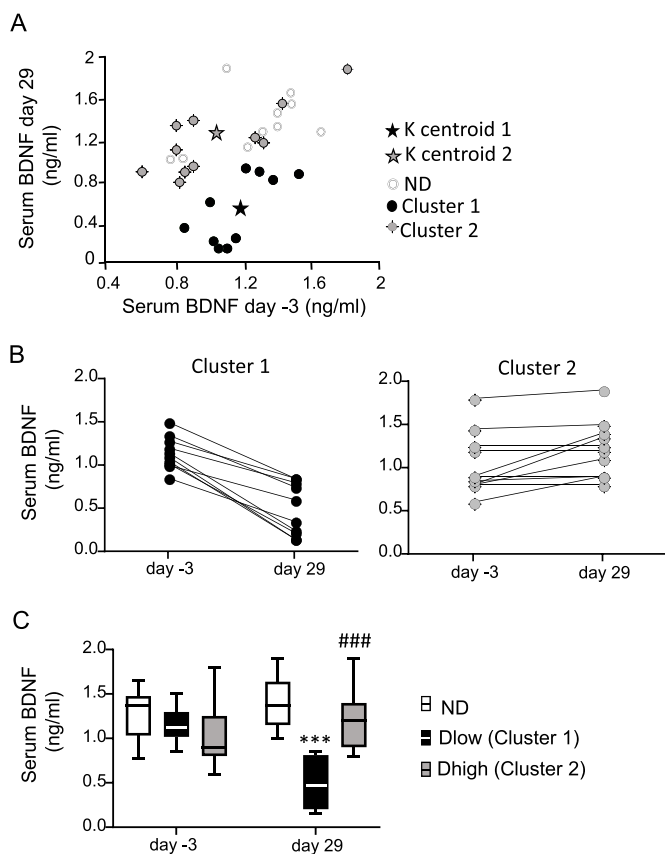 A
Serum BDNF day 29
(ng/ml)
2
1.6
1.2
0.8
0.4
0
0.4 0.8 1.2 1.6 2
Serum BDNF day -3 (ng/ml)
K centroid 1
K centroid 2
ND
Cluster 1
Cluster 2
B
Cluster 1
Serum BDNF
(ng/ml)
2.0
1.5
1.0
0.5
0.0
day -3 day 29
Cluster 2
2.0
1.5
1.0
0.5
0.0
day -3 day 29
C
Serum BDNF
(ng/ml)
2.0
1.5
1.0
0.5
0.0
###
***
day -3 day 29
ND
Dlow (Cluster 1)
Dhigh (Cluster 2)